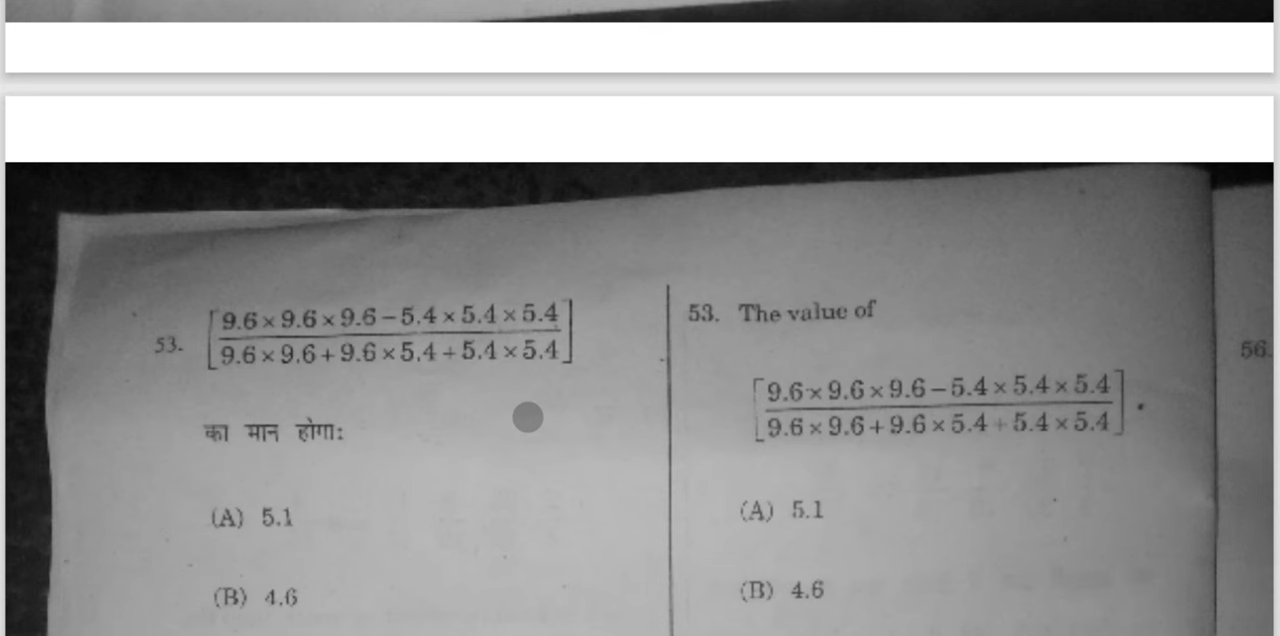 53. [9.6×9.6×9.6−5.4×5.4×5.4 / 9.6×9.6+9.6×5.4+5.4×5.4]
का मान होगाः
(A) 5.1
(B) 4.6
53. The value of
[9.6×9.6×9.6−5.4×5.4×5.4 / 9.6×9.6+9.6×5.4+5.4×5.4].
(A) 5.1
(B) 4.6
56.